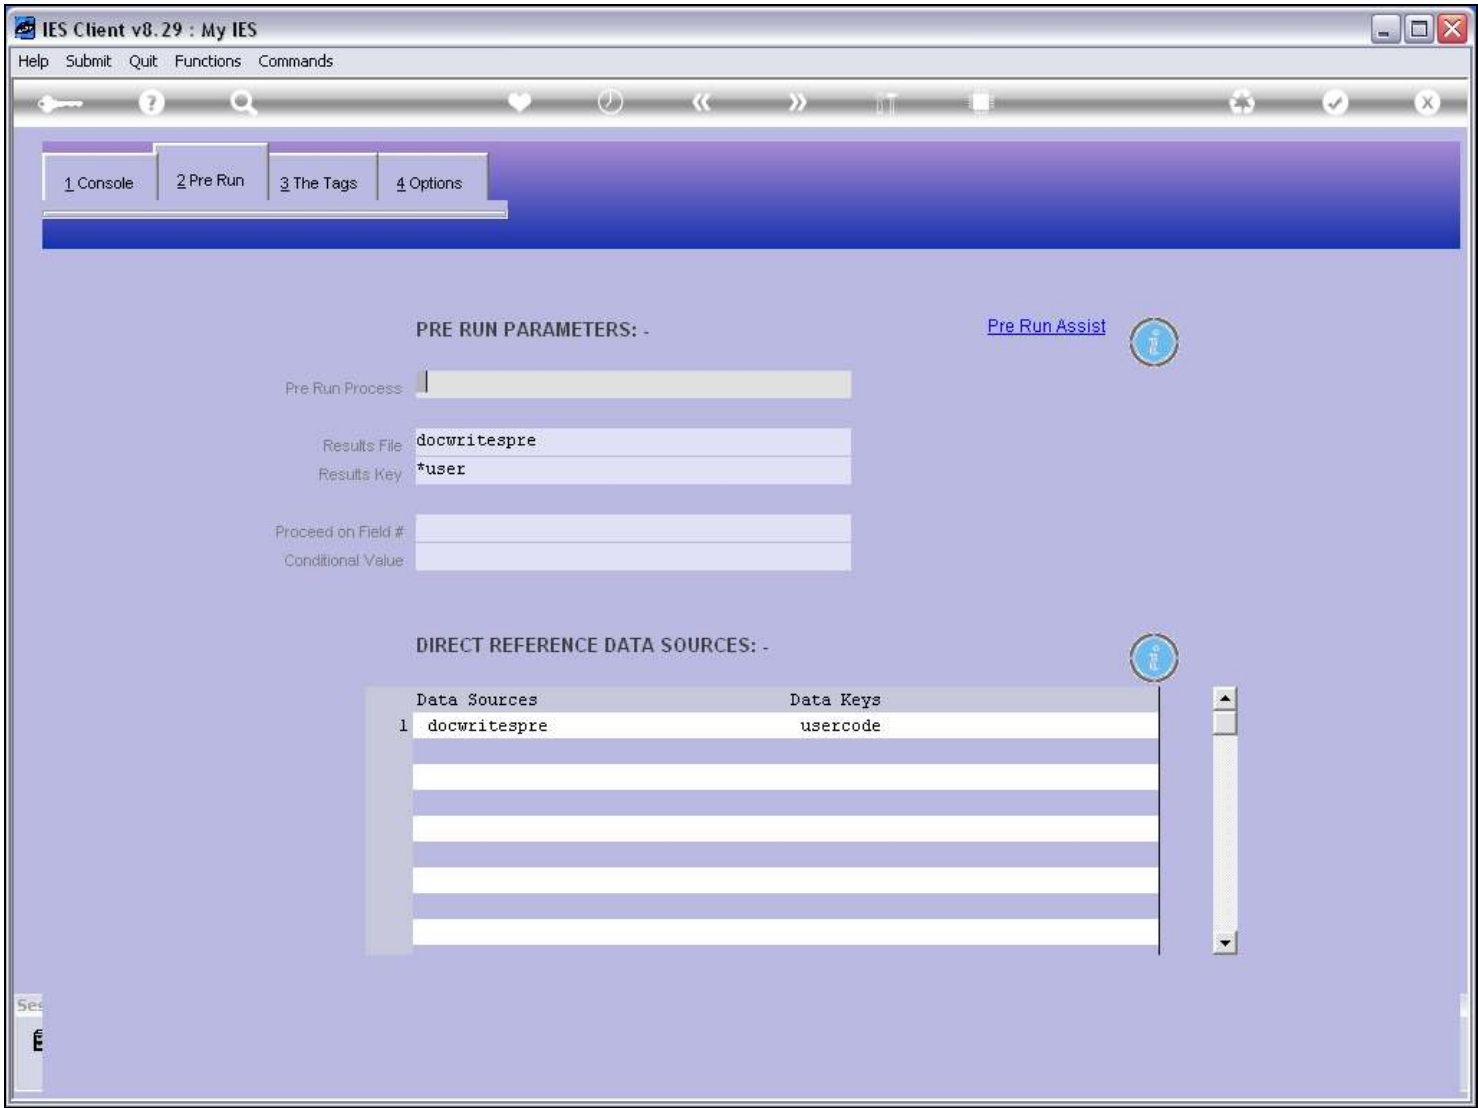 IES Client v8.29 : My IES
Help Submit Quit Functions Commands
1 Console 2 Pre Run 3 The Tags 4 Options
PRE RUN PARAMETERS: -
Pre Run Assist
Pre Run Process
Results File docwritespre
Results Key *user
Proceed on Field #
Conditional Value
DIRECT REFERENCE DATA SOURCES: -
Data Sources Data Keys
1 docwritespre usercode
Ses